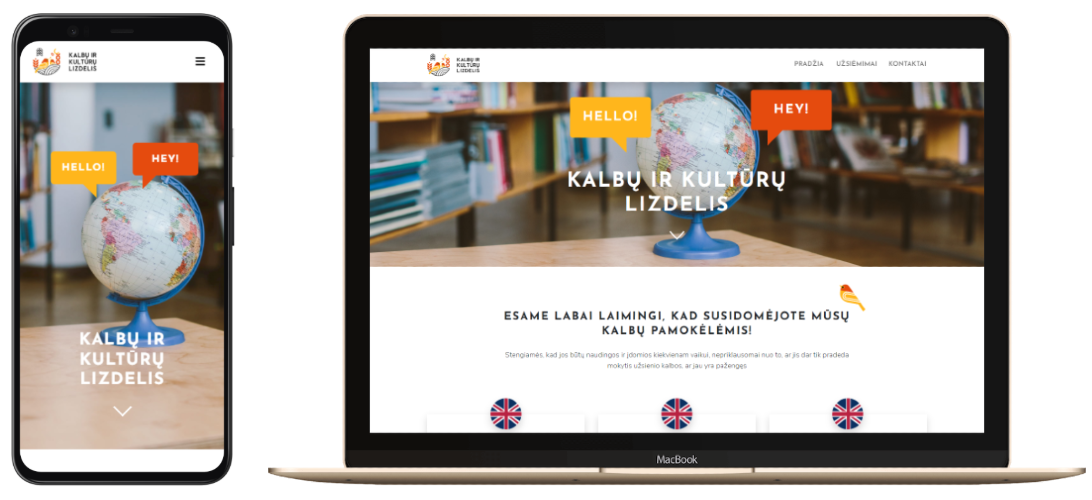 KALBŲ IR
KULTŪRŲ
LIZDELIS
HELLO!
HEY!
KALBŲ IR
KULTŪRŲ
LIZDELIS
KALBŲ IR
KULTŪRŲ
LIZDELIS
PRADŽIA UŽSIEMIMAI KONTAKTAI
HELLO!
HEY!
KALBŲ IR KULTŪRŲ
LIZDELIS
ESAME LABAI LAIMINGI, KAD SUSIDOMĖJOTE MŪSŲ
KALBŲ PAMOKĖLĖMIS!
Stengiamės, kad jos būtų naudingos ir įdomios kiekvienam vaikui, nepriklausomai nuo to, ar jis dar tik pradeda
mokytis užsienio kalbos, ar jau yra pažengęs
MacBook